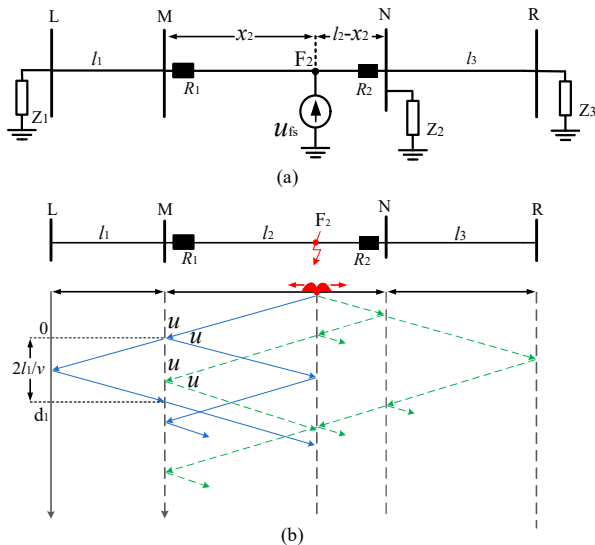 L M N R
x2 l2-x2
F2
l1 l3
R1 R2
Z1 Z2 Z3
ufs
(a)
L M F2 N R
l1 l2 l3
R1 R2
0 u
u
2l1/v u
u
d1
(b)